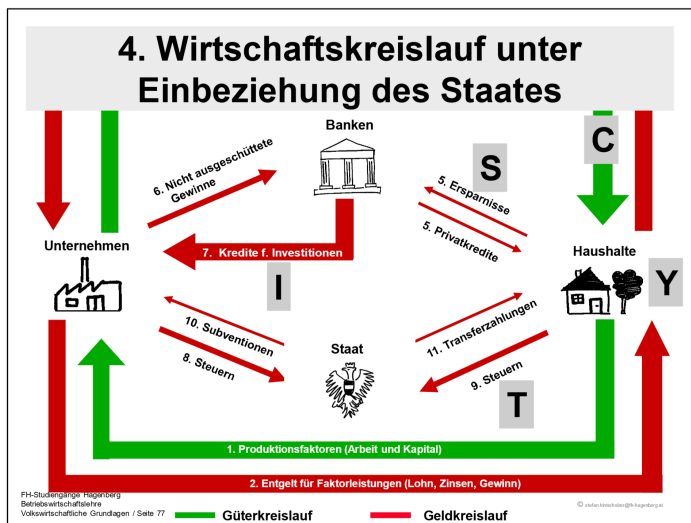 4. Wirtschaftskreislauf unter
Einbeziehung des Staates
Banken
C
S
6. Nicht ausgeschüttete
Gewinne
5. Ersparnisse
5. Privatkredite
Unternehmen
7. Kredite f. Investitionen
Haushalte
I
Y
10. Subventionen
8. Steuern
Staat
11. Transferzahlungen
9. Steuern
T
1. Produktionsfaktoren (Arbeit und Kapital)
2. Entgelt für Faktorleistungen (Lohn, Zinsen, Gewinn)
FH-Studiengänge Hagenberg
Betriebswirtschaftslehre
Volkswirtschaftliche Grundlagen / Seite 77
Güterkreislauf
Geldkreislauf
©